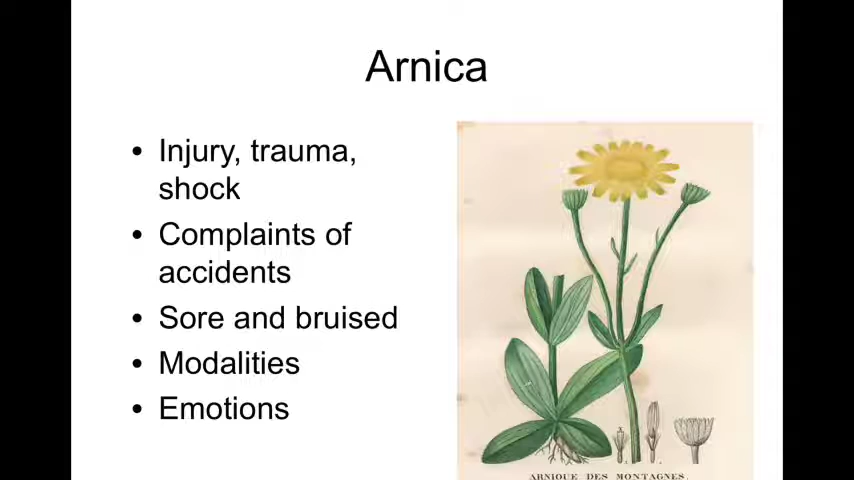 Arnica
• Injury, trauma,
shock
• Complaints of
accidents
• Sore and bruised
• Modalities
• Emotions
ARNIQUE DES MONTAGNES.